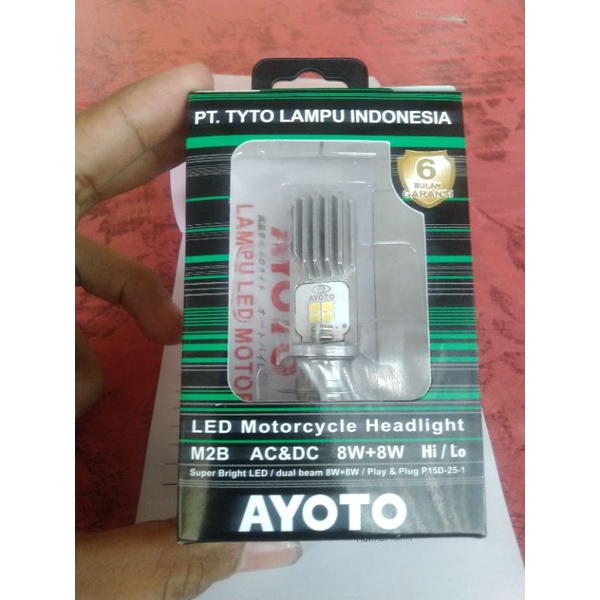 PT. TYTO LAMPU INDONESIA
6
BULAN
GARANSI
AYOTO
LAMPU LED MOTOR
AYOTO
LED Motorcycle Headlight
M2B AC&DC 8W+8W Hi / Lo
Super Bright LED / dual beam 8W+8W / Play & Plug P15D-25-1
AYOTO